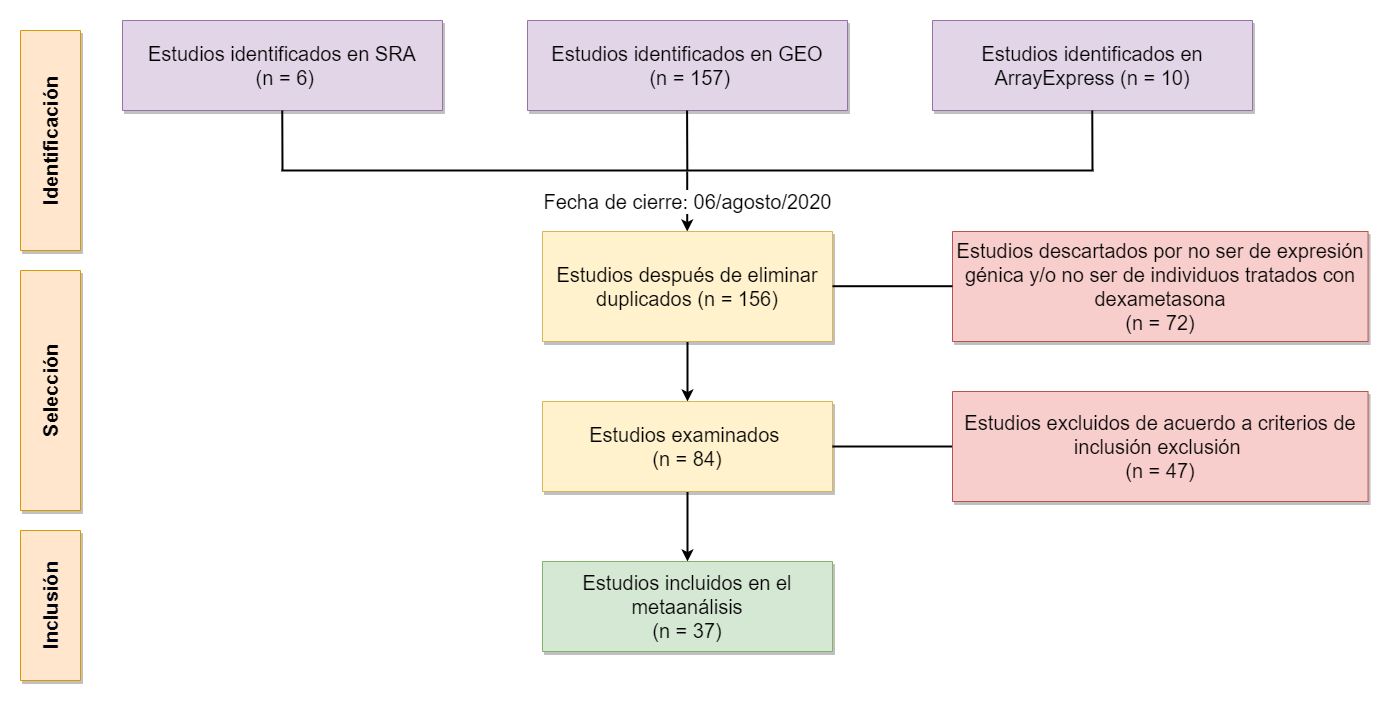 Identificación
Estudios identificados en SRA
(n = 6)
Estudios identificados en GEO
(n = 157)
Estudios identificados en
ArrayExpress (n = 10)
Fecha de cierre: 06/agosto/2020
Selección
Estudios después de eliminar
duplicados (n = 156)
Estudios descartados por no ser de expresión
génica y/o no ser de individuos tratados con
dexametasona
(n = 72)
Estudios examinados
(n = 84)
Estudios excluidos de acuerdo a criterios de
inclusión exclusión
(n = 47)
Inclusión
Estudios incluidos en el
metaanálisis
(n = 37)